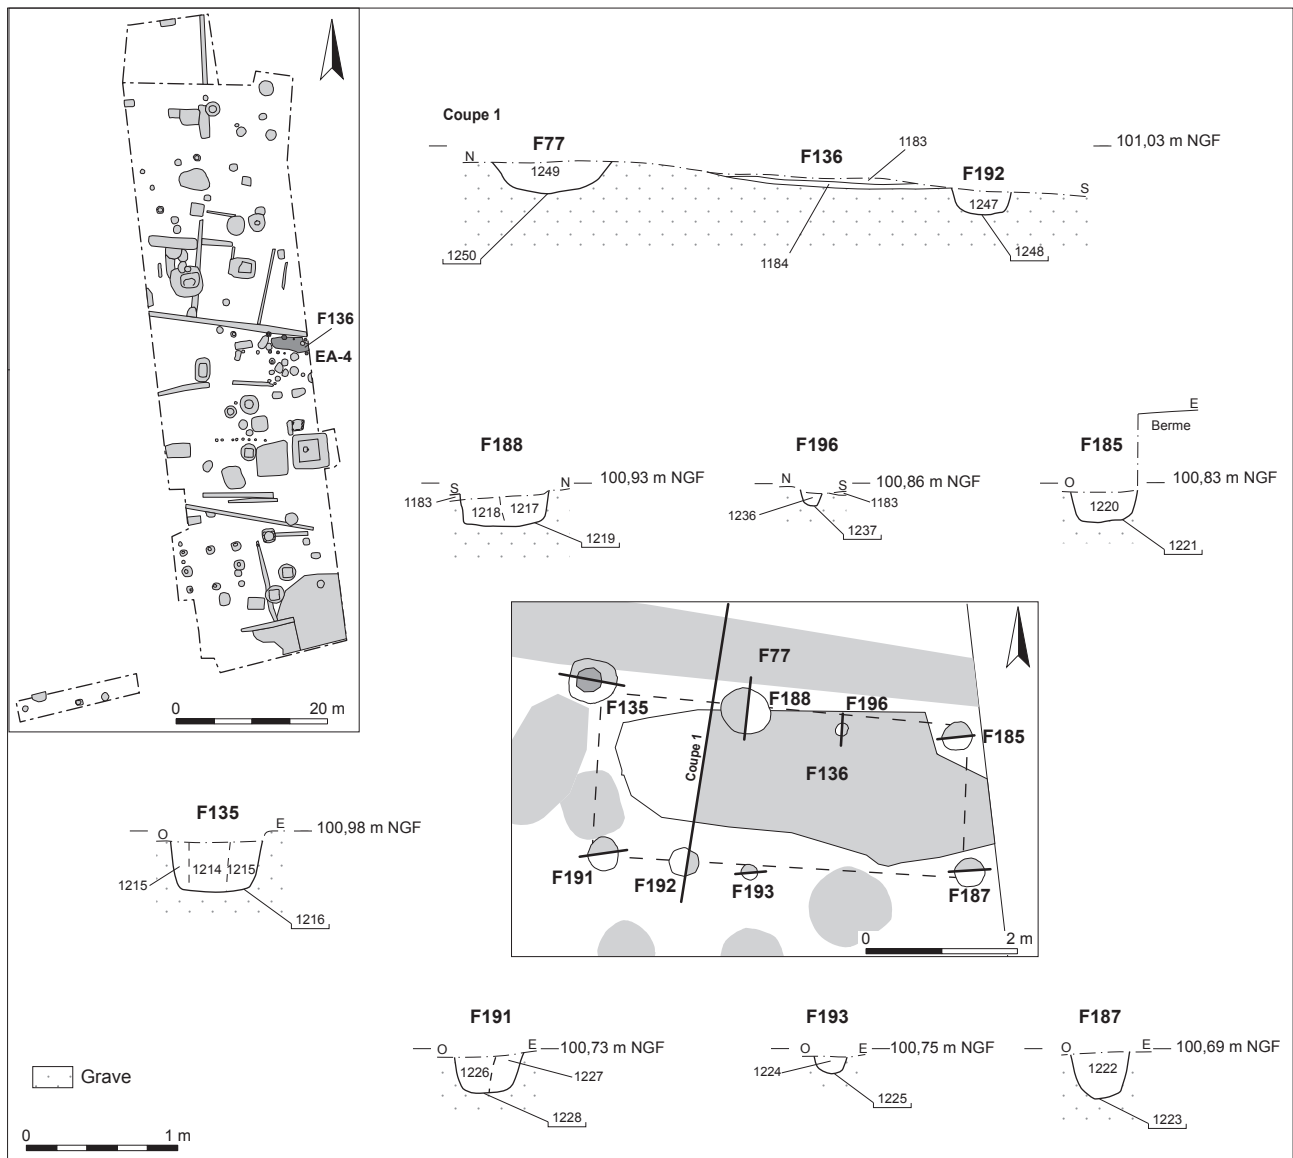 F136
EA-4
0
20 m
Coupe 1
F77
F136
F192
1183
101,03 m NGF
N
1249
1247
S
1250
1184
1248
F188
F196
F185
E
Berme
S
N
100,93 m NGF
1183
1218
1217
1219
N
S
100,86 m NGF
1236
1183
1237
O
100,83 m NGF
1220
1221
F77
F135
F188
F196
F185
Coupe 1
F136
F191
F192
F193
F187
0
2 m
F135
O
E
100,98 m NGF
1214
1215
1215
1216
F191
O
E
100,73 m NGF
1226
1227
1228
F193
O
E
100,75 m NGF
1224
1225
F187
O
E
100,69 m NGF
1222
1223
Grave
0
1 m